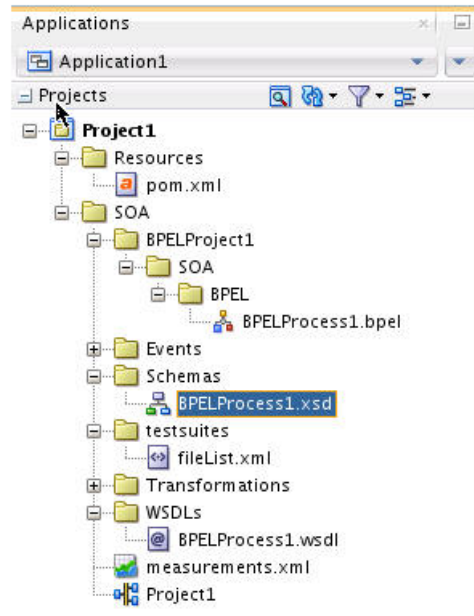 Applications
Application1
Projects
Project1
Resources
pom.xml
SOA
BPELProject1
SOA
BPEL
BPELProcess1.bpel
Events
Schemas
BPELProcess1.xsd
testsuites
fileList.xml
Transformations
WSDLs
BPELProcess1.wsdl
measurements.xml
Project1